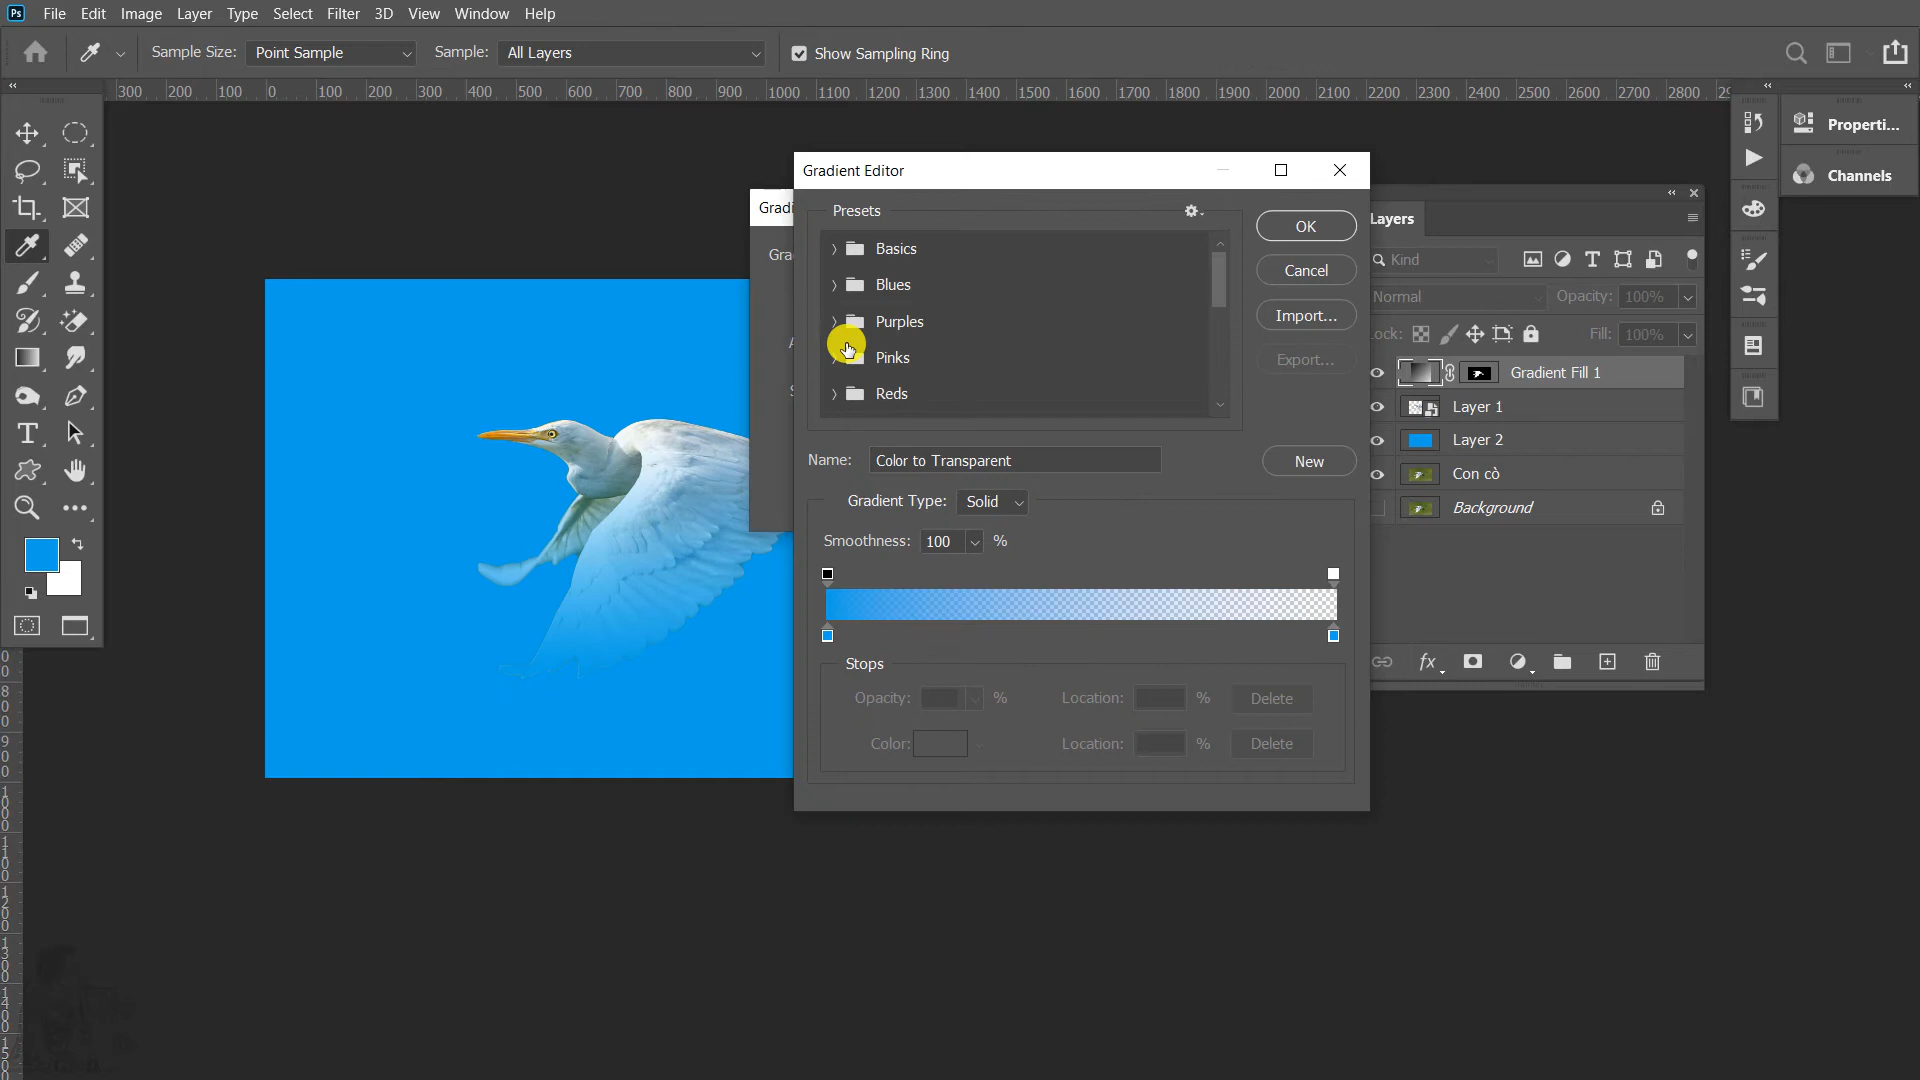 Ps File Edit Image Layer Type Select Filter 3D View Window Help
Sample Size: Point Sample Sample: All Layers Show Sampling Ring
300 200 100 0 100 200 300 400 500 600 700 800 900 1000 1100 1200 1300 1400 1500 1600 1700 1800 1900 2000 2100 2200 2300 2400 2500 2600 2700 2800
Properti...
Channels
Gradient Editor
Gradi
Gra
Presets
Basics
Blues
Purples
Pinks
Reds
OK
Cancel
Import...
Export...
Name: Color to Transparent
New
Gradient Type: Solid
Smoothness: 100 %
Stops
Opacity: % Location: % Delete
Color: Location: % Delete
Layers
Kind
Normal Opacity: 100%
Lock: Fill: 100%
Gradient Fill 1
Layer 1
Layer 2
Con cò
Background
fx